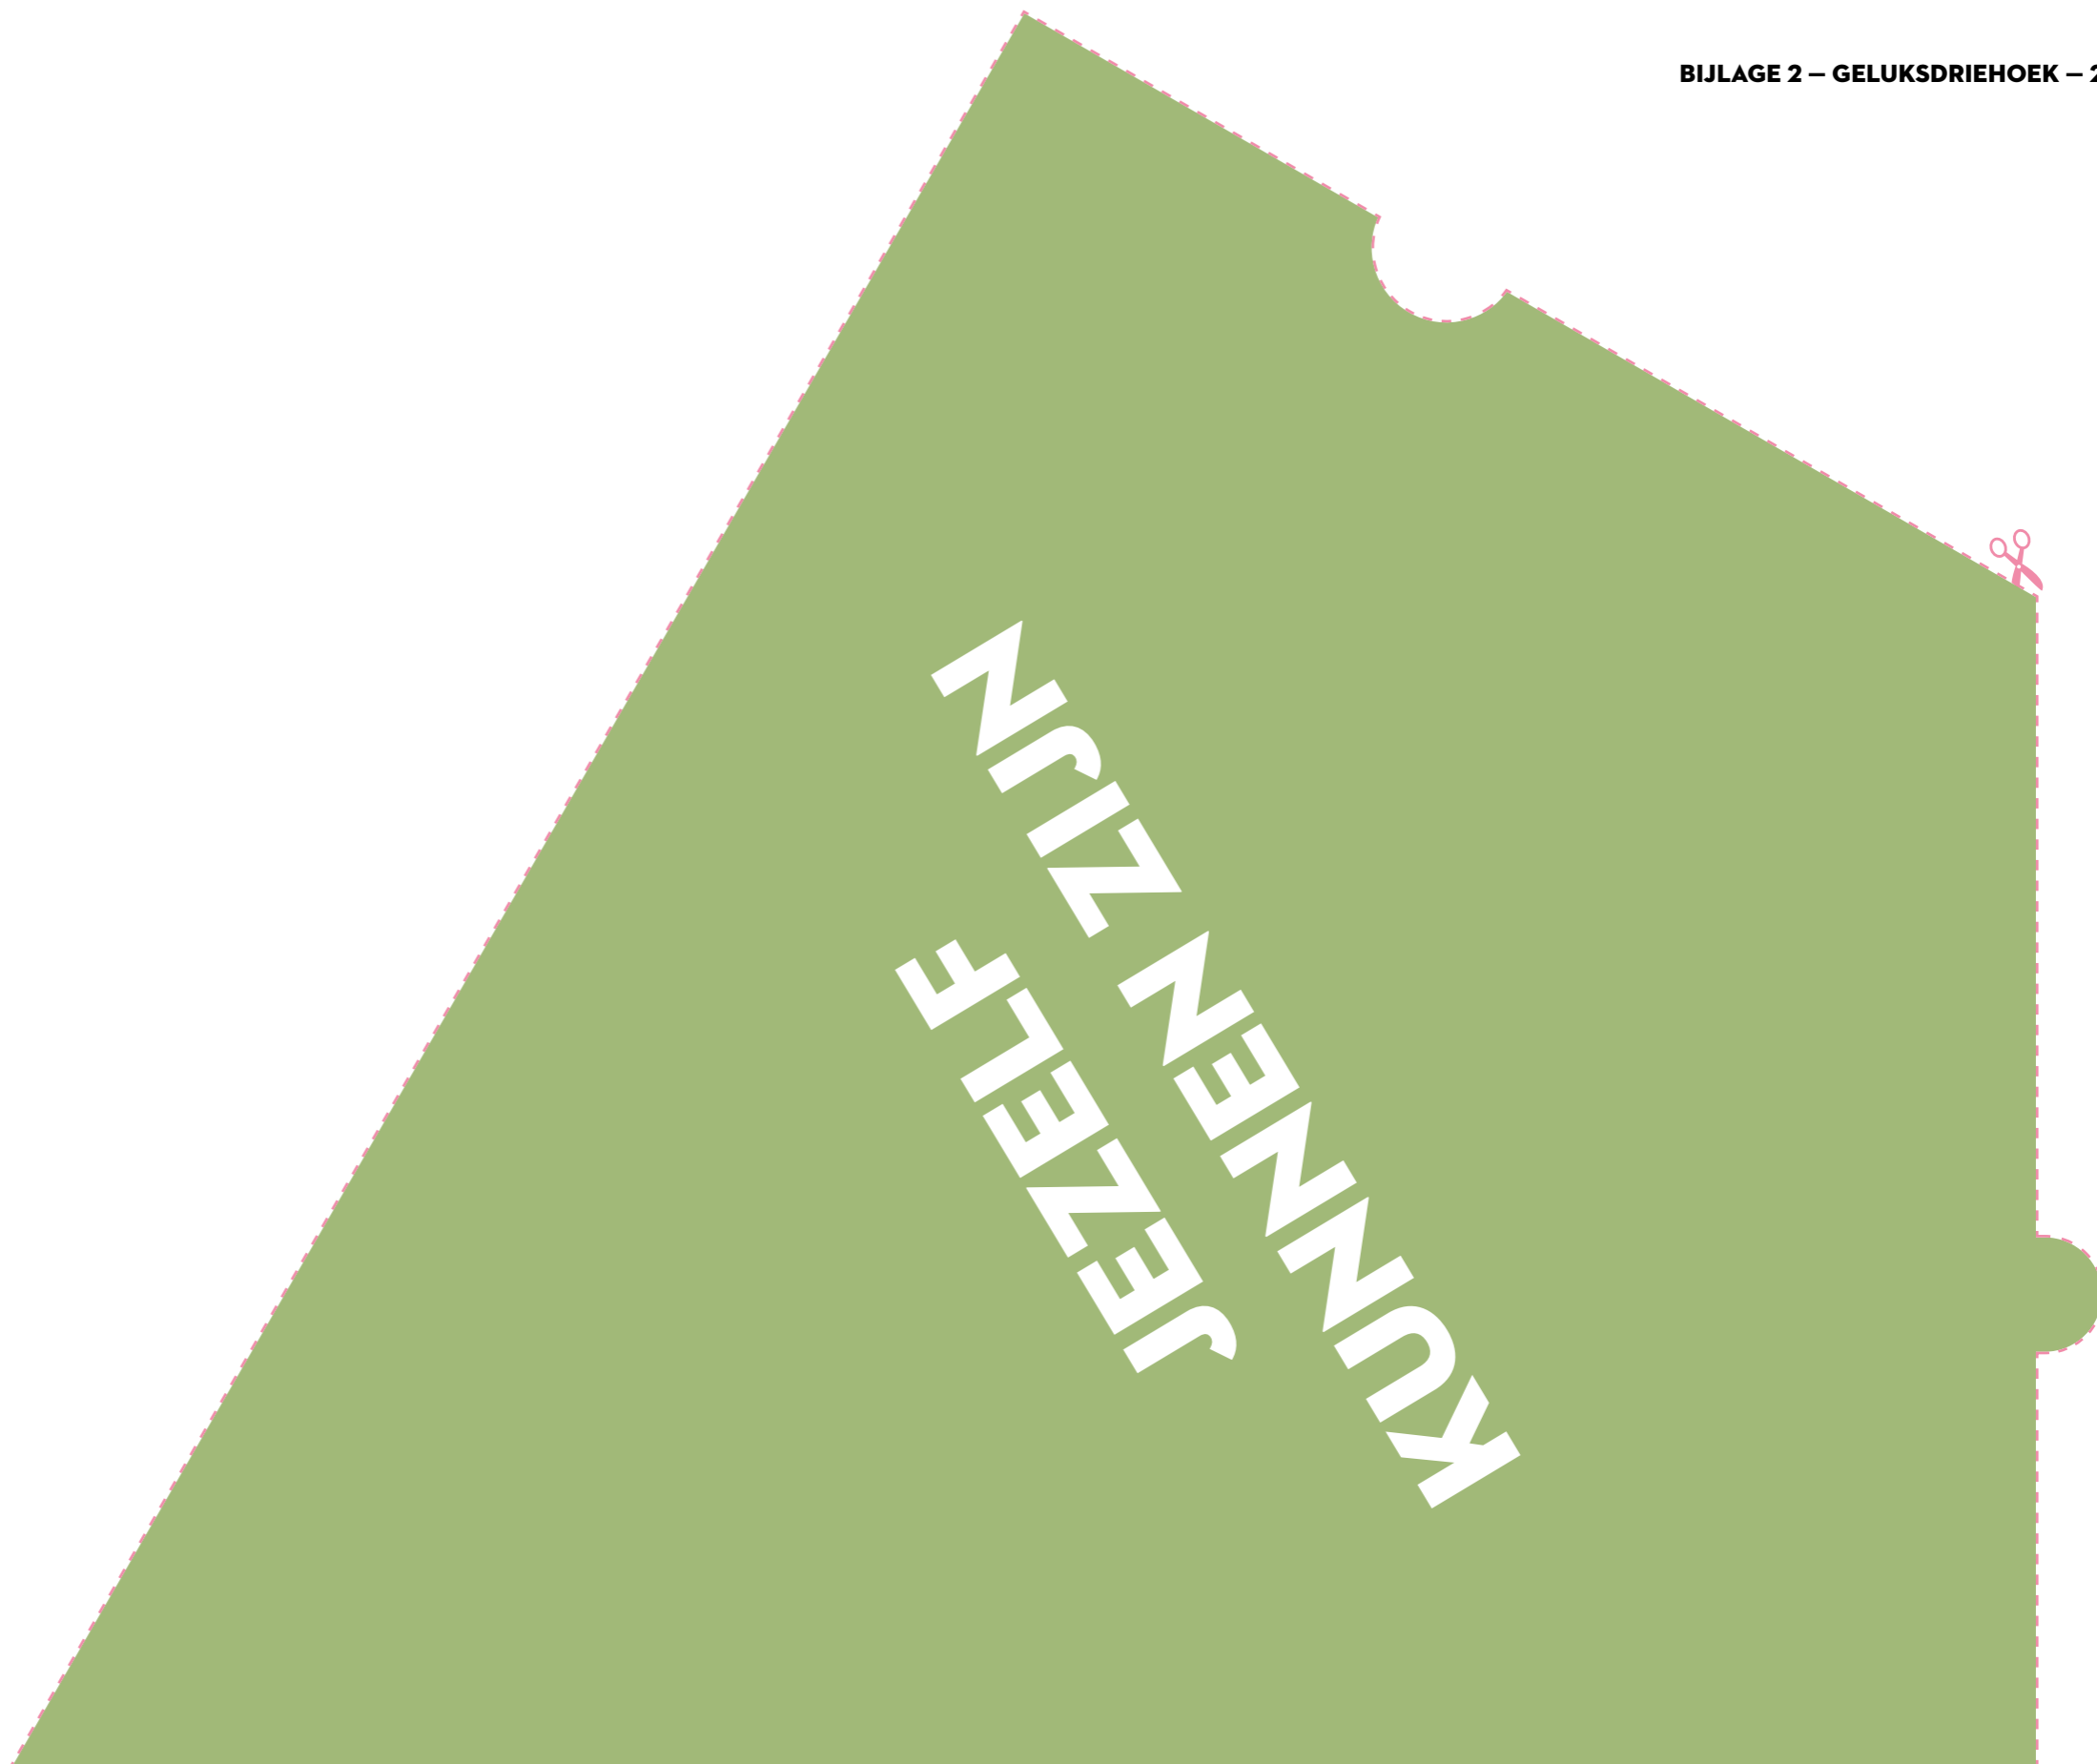 BIJLAGE 2 — GELUKSDRIEHOEK — 2
JEZELF
KUNNEN ZIJN